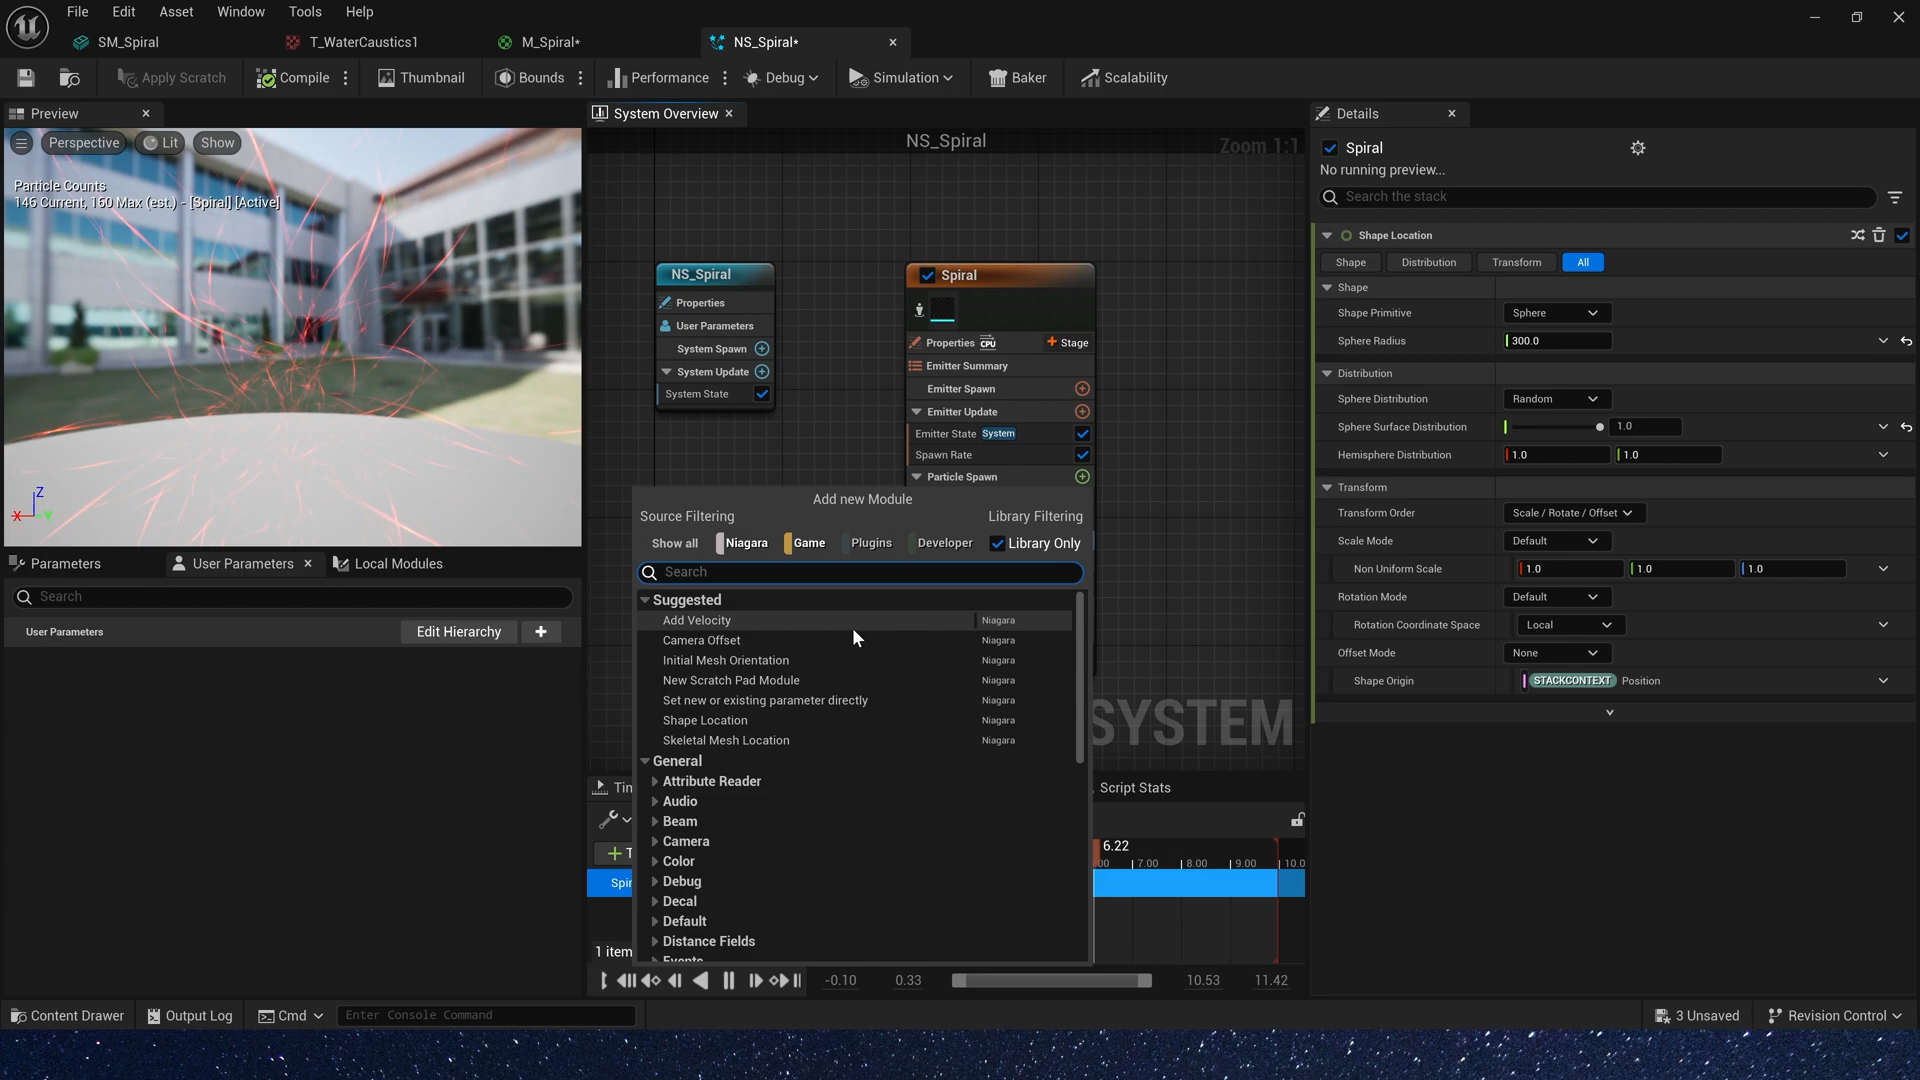 File Edit Asset Window Tools Help
SM_Spiral T_WaterCaustics1 M_Spiral* NS_Spiral*
Apply Scratch Compile Thumbnail Bounds Performance Debug Simulation Baker Scalability
Preview
Perspective Lit Show
Particle Counts
146 Current, 160 Max (est.) - [Spiral] [Active]
Z
X Y
Parameters User Parameters Local Modules
Search
User Parameters Edit Hierarchy
System Overview
NS_Spiral
Zoom 1:1
NS_Spiral
Properties
User Parameters
System Spawn
System Update
System State
Spiral
Properties CPU Stage
Emitter Summary
Emitter Spawn
Emitter Update
Emitter State System
Spawn Rate
Particle Spawn
Add new Module
Source Filtering Library Filtering
Show all Niagara Game Plugins Developer Library Only
Search
Suggested
Add Velocity Niagara
Camera Offset Niagara
Initial Mesh Orientation Niagara
New Scratch Pad Module Niagara
Set new or existing parameter directly Niagara
Shape Location Niagara
Skeletal Mesh Location Niagara
General
Attribute Reader
Audio
Beam
Camera
Color
Debug
Decal
Default
Distance Fields
Events
SYSTEM
Script Stats
6.22
7.00 8.00 9.00 10.0
1 item
-0.10 0.33 10.53 11.42
Details
Spiral
No running preview...
Search the stack
Shape Location
Shape Distribution Transform All
Shape
Shape Primitive Sphere
Sphere Radius 300.0
Distribution
Sphere Distribution Random
Sphere Surface Distribution 1.0
Hemisphere Distribution 1.0 1.0
Transform
Transform Order Scale / Rotate / Offset
Scale Mode Default
Non Uniform Scale 1.0 1.0 1.0
Rotation Mode Default
Rotation Coordinate Space Local
Offset Mode None
Shape Origin STACKCONTEXT Position
Content Drawer Output Log Cmd Enter Console Command 3 Unsaved Revision Control